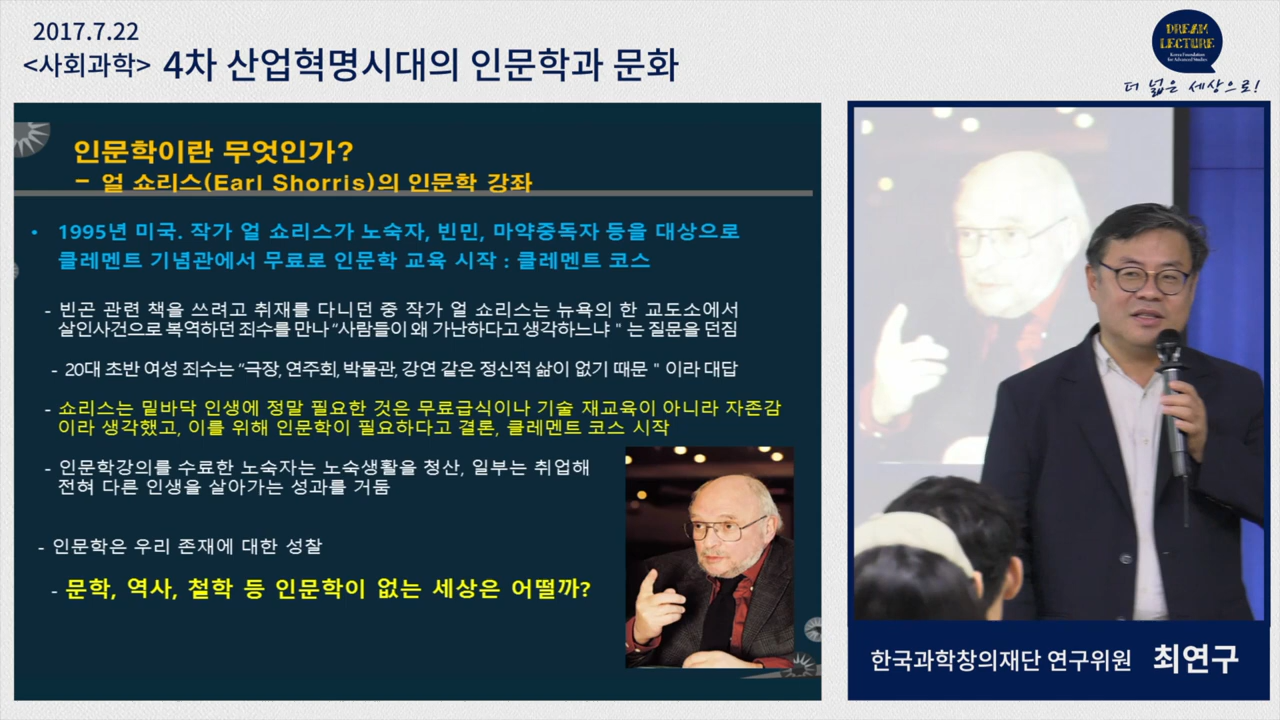 2017.7.22
<사회과학> 4차 산업혁명시대의 인문학과 문화
DREAM
LECTURE
Korea Foundation
for Advanced Studies
더 넓은 세상으로!
인문학이란 무엇인가?
- 얼 쇼리스(Earl Shorris)의 인문학 강좌
• 1995년 미국. 작가 얼 쇼리스가 노숙자, 빈민, 마약중독자 등을 대상으로
클레멘트 기념관에서 무료로 인문학 교육 시작 : 클레멘트 코스
- 빈곤 관련 책을 쓰려고 취재를 다니던 중 작가 얼 쇼리스는 뉴욕의 한 교도소에서
살인사건으로 복역하던 죄수를 만나 “사람들이 왜 가난하다고 생각하느냐 " 는 질문을 던짐
- 20대 초반 여성 죄수는 “극장, 연주회, 박물관, 강연 같은 정신적 삶이 없기 때문 " 이라 대답
- 쇼리스는 밑바닥 인생에 정말 필요한 것은 무료급식이나 기술 재교육이 아니라 자존감
이라 생각했고, 이를 위해 인문학이 필요하다고 결론, 클레멘트 코스 시작
- 인문학강의를 수료한 노숙자는 노숙생활을 청산, 일부는 취업해
전혀 다른 인생을 살아가는 성과를 거둠
- 인문학은 우리 존재에 대한 성찰
- 문학, 역사, 철학 등 인문학이 없는 세상은 어떨까?
한국과학창의재단 연구위원 최연구